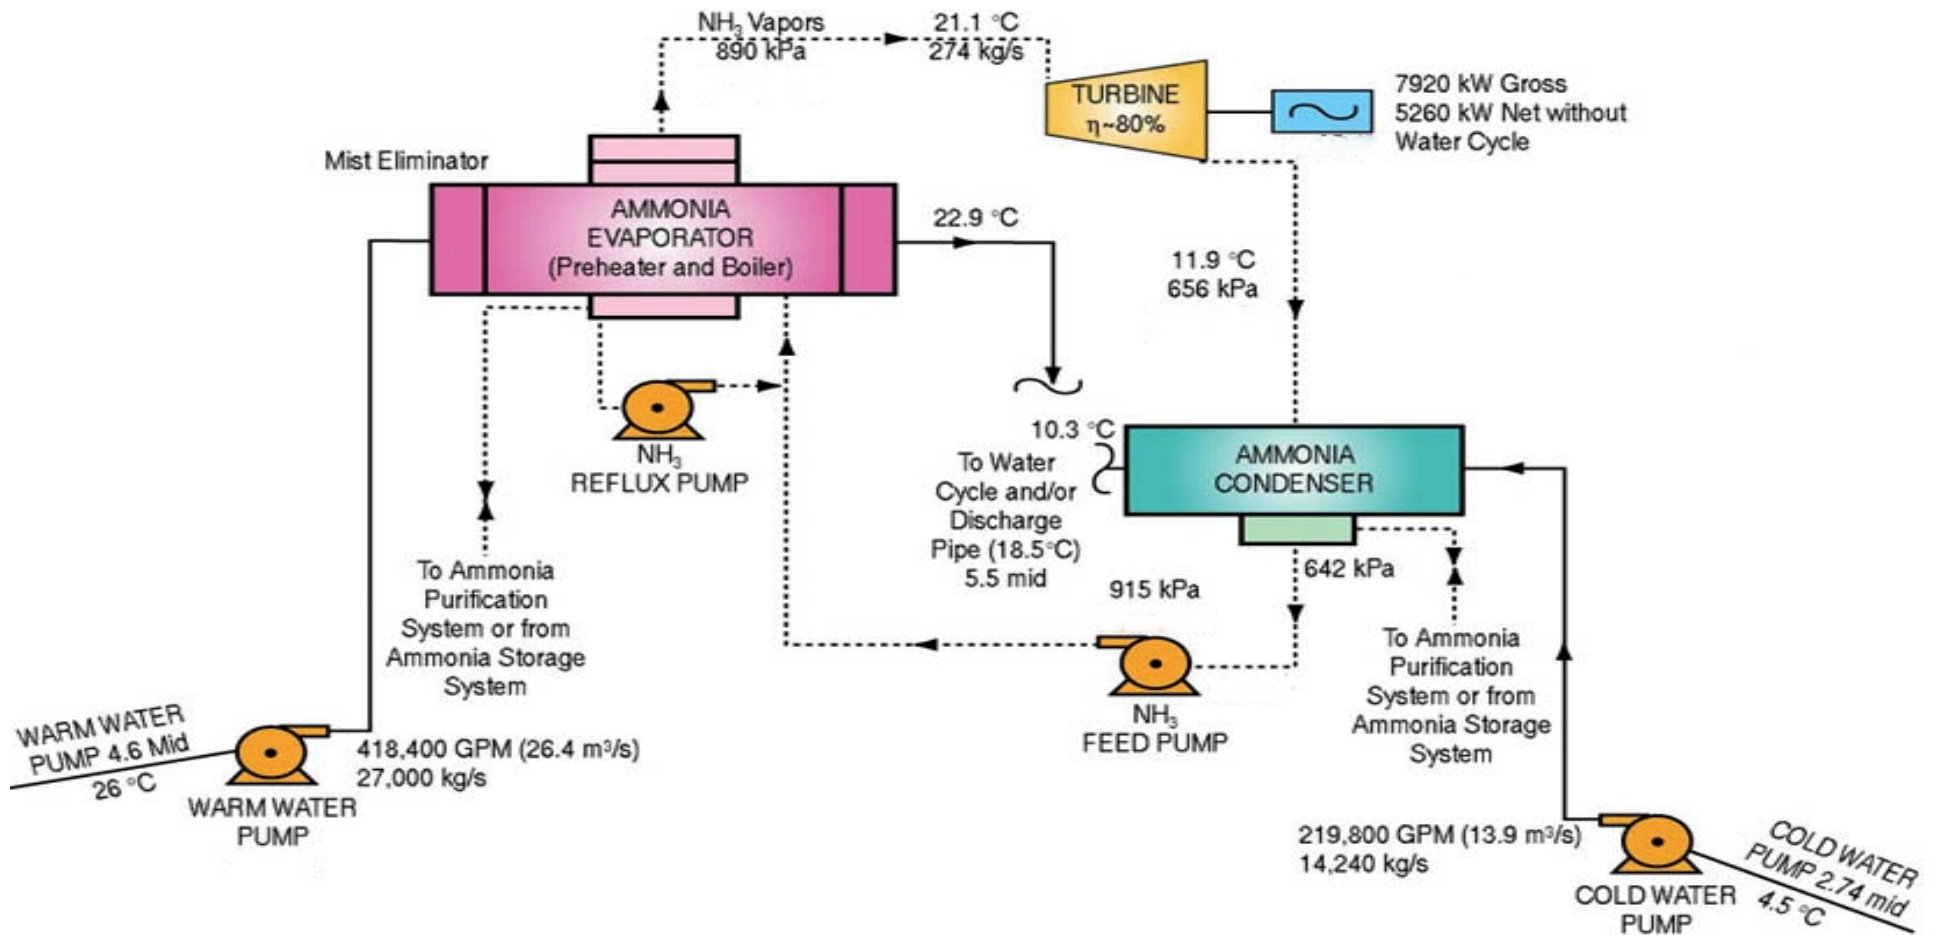 NH₃ Vapors
890 kPa
21.1 °C
274 kg/s
TURBINE
η~80%
7920 kW Gross
5260 kW Net without
Water Cycle
Mist Eliminator
AMMONIA
EVAPORATOR
(Preheater and Boiler)
22.9 °C
11.9 °C
656 kPa
NH₃
REFLUX PUMP
10.3 °C
To Water
Cycle and/or
Discharge
Pipe (18.5°C)
5.5 mid
AMMONIA
CONDENSER
642 kPa
915 kPa
To Ammonia
Purification
System or from
Ammonia Storage
System
NH₃
FEED PUMP
To Ammonia
Purification
System or from
Ammonia Storage
System
WARM WATER
PUMP 4.6 Mid
26 °C
418,400 GPM (26.4 m³/s)
27,000 kg/s
WARM WATER
PUMP
219,800 GPM (13.9 m³/s)
14,240 kg/s
COLD WATER
PUMP
COLD WATER
PUMP 2.74 mid
4.5 °C